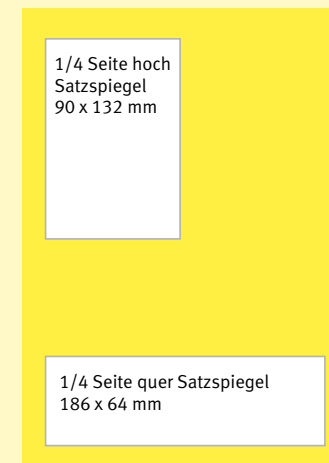 1/4 Seite hoch
Satzspiegel
90 x 132 mm
1/4 Seite quer Satzspiegel
186 x 64 mm